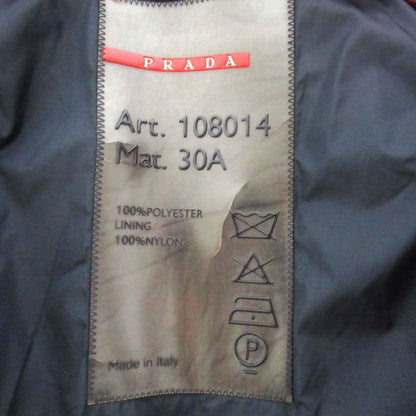 PRADA
Art. 108014
Mat. 30A
100%POLYESTER
LINING
100%NYLON
P
Made in Italy